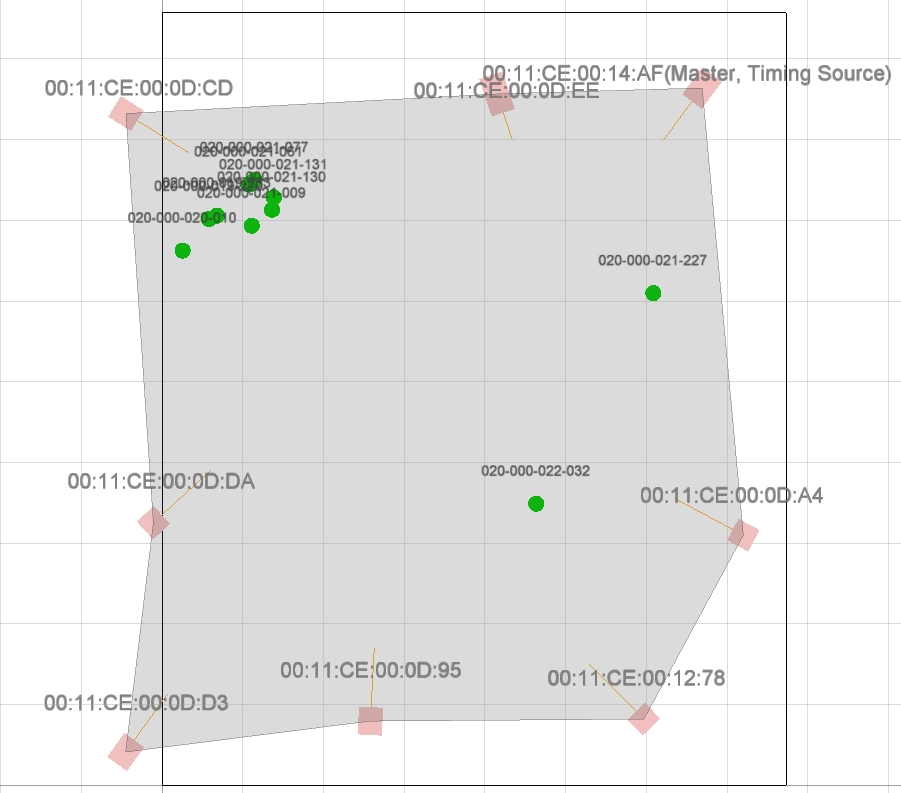 00:11:CE:00:14:AF(Master, Timing Source)
00:11:CE:00:0D:CD
00:11:CE:00:0D:EE
020-000-021-077
020-000-021-061
020-000-021-131
020-000-021-130
020-000-021-009
020-000-020-010
020-000-021-227
020-000-022-032
00:11:CE:00:0D:DA
00:11:CE:00:0D:A4
00:11:CE:00:0D:95
00:11:CE:00:12:78
00:11:CE:00:0D:D3